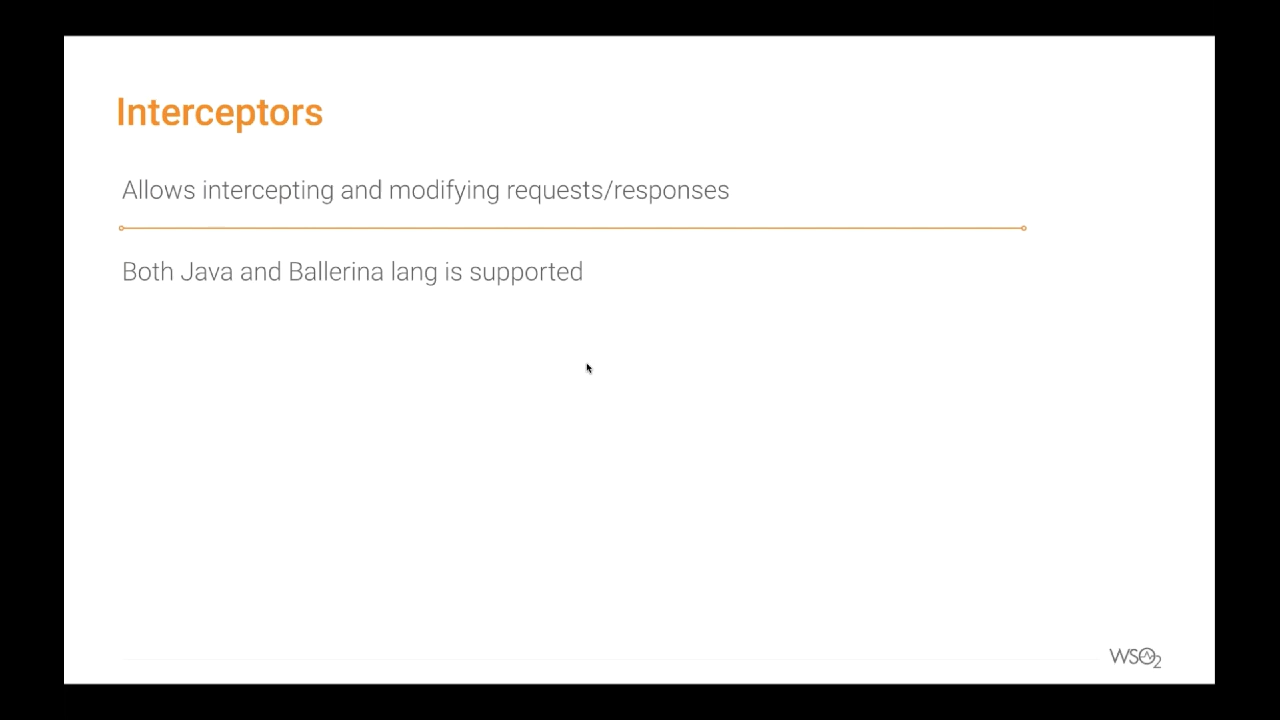 Interceptors
Allows intercepting and modifying requests/responses
Both Java and Ballerina lang is supported
WSO2